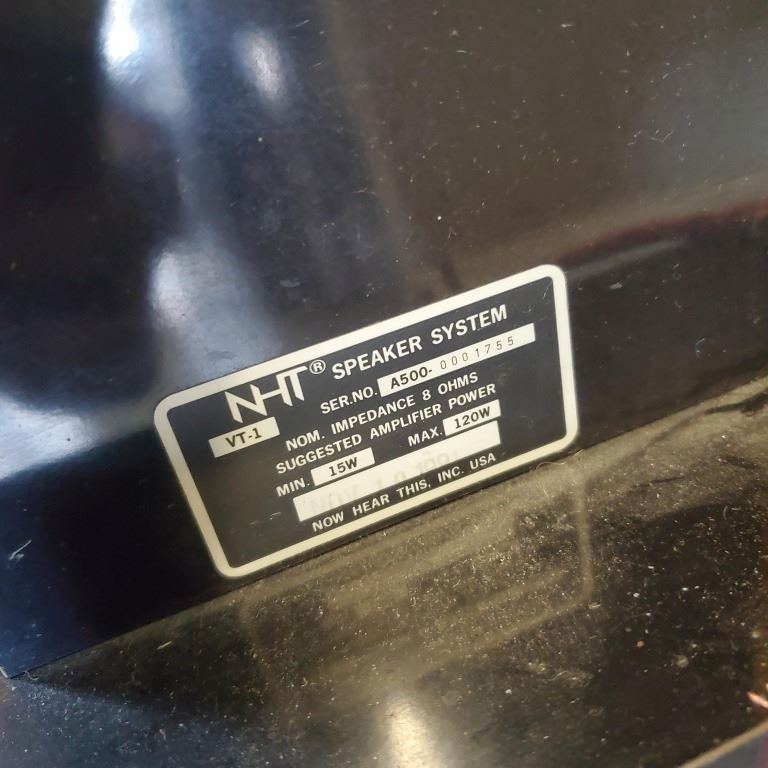 NHT® SPEAKER SYSTEM
VT-1
SER.NO. A500- 0001755
NOM. IMPEDANCE 8 OHMS
SUGGESTED AMPLIFIER POWER
MIN. 15W MAX. 120W
NOW HEAR THIS, INC. USA